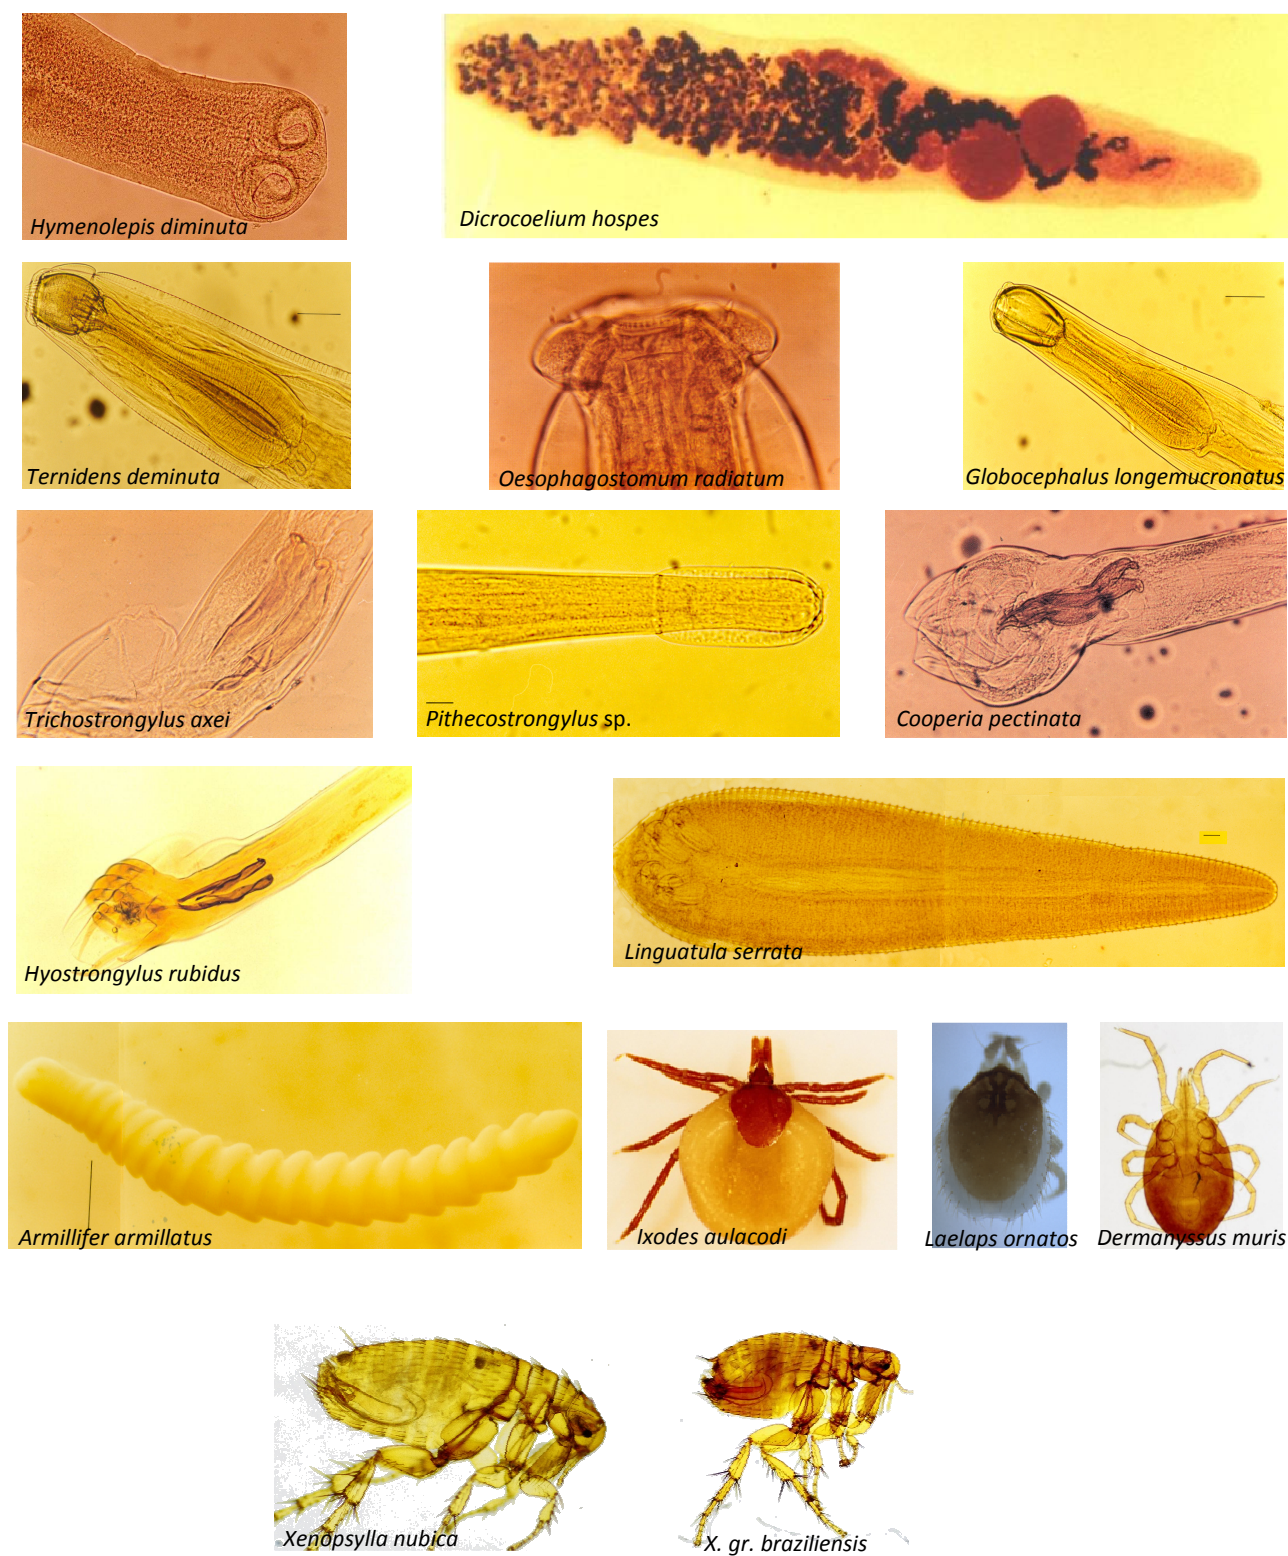 Hymenolepis diminuta
Dicrocoelium hospes
Ternidens deminuta
Oesophagostomum radiatum
Globocephalus longemucronatus
Trichostrongylus axei
Pithecostrongylus sp.
Cooperia pectinata
Hyostrongylus rubidus
Linguatula serrata
Armillifer armillatus
Ixodes aulacodi
Laelaps ornatos
Dermanyssus muris
Xenopsylla nubica
X. gr. braziliensis